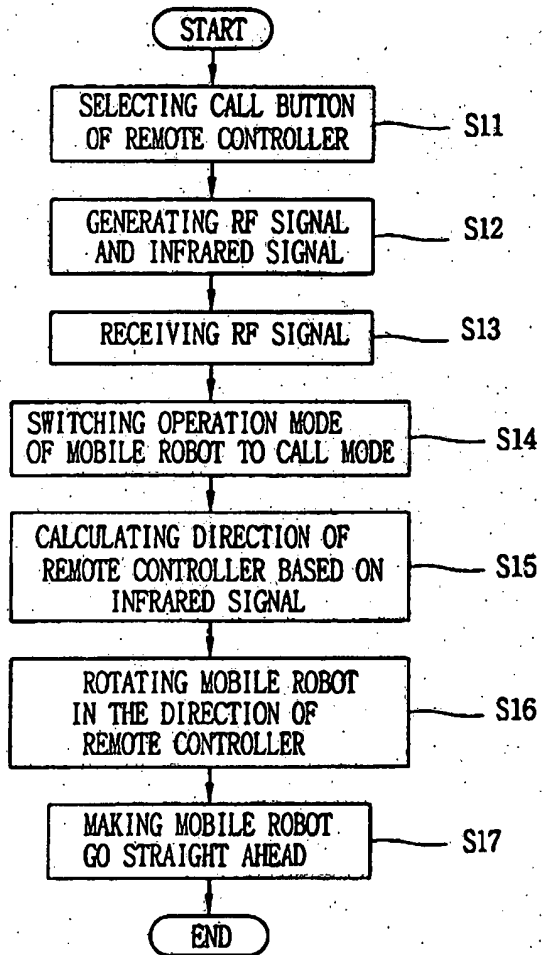 START
SELECTING CALL BUTTON
OF REMOTE CONTROLLER
S11
GENERATING RF SIGNAL
AND INFRARED SIGNAL
S12
RECEIVING RF SIGNAL
S13
SWITCHING OPERATION MODE
OF MOBILE ROBOT TO CALL MODE
S14
CALCULATING DIRECTION OF
REMOTE CONTROLLER BASED ON
INFRARED SIGNAL
S15
ROTATING MOBILE ROBOT
IN THE DIRECTION OF
REMOTE CONTROLLER
S16
MAKING MOBILE ROBOT
GO STRAIGHT AHEAD
S17
END